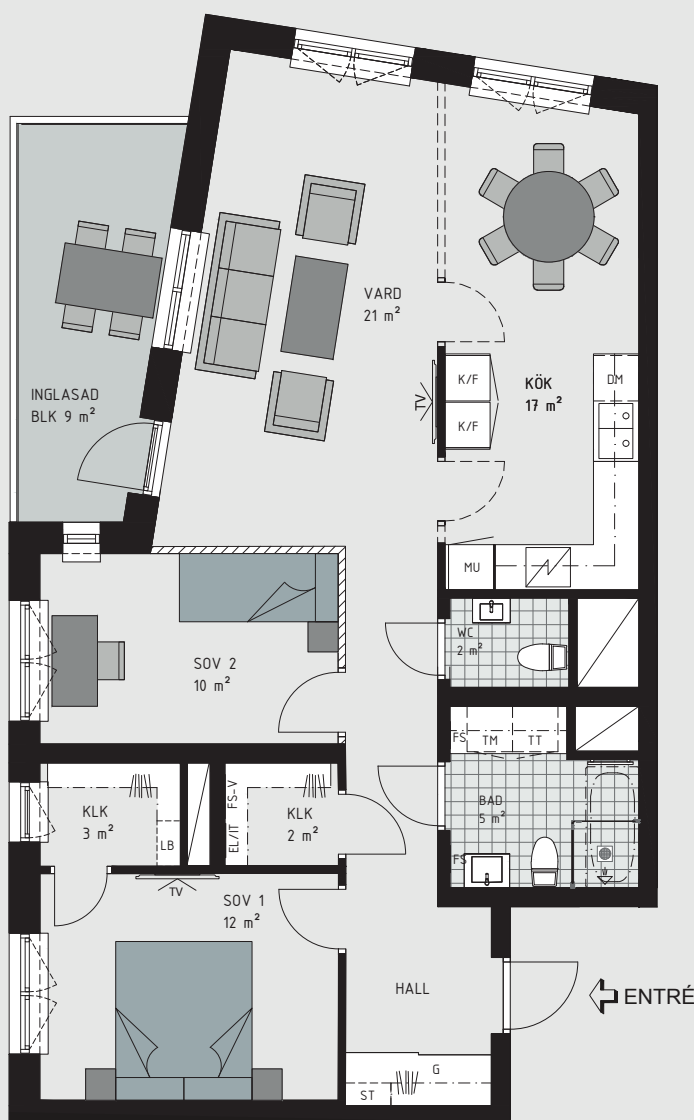 VARD
21 m²
K/F
K/F
TV
KÖK
17 m²
DM
INGLASAD
BLK 9 m²
MU
SOV 2
10 m²
WC
2 m²
FS
TM
TT
BAD
5 m²
FS
KLK
3 m²
LB
EL/IT
FS-V
KLK
2 m²
TV
SOV 1
12 m²
HALL
ENTRÉ
G
ST